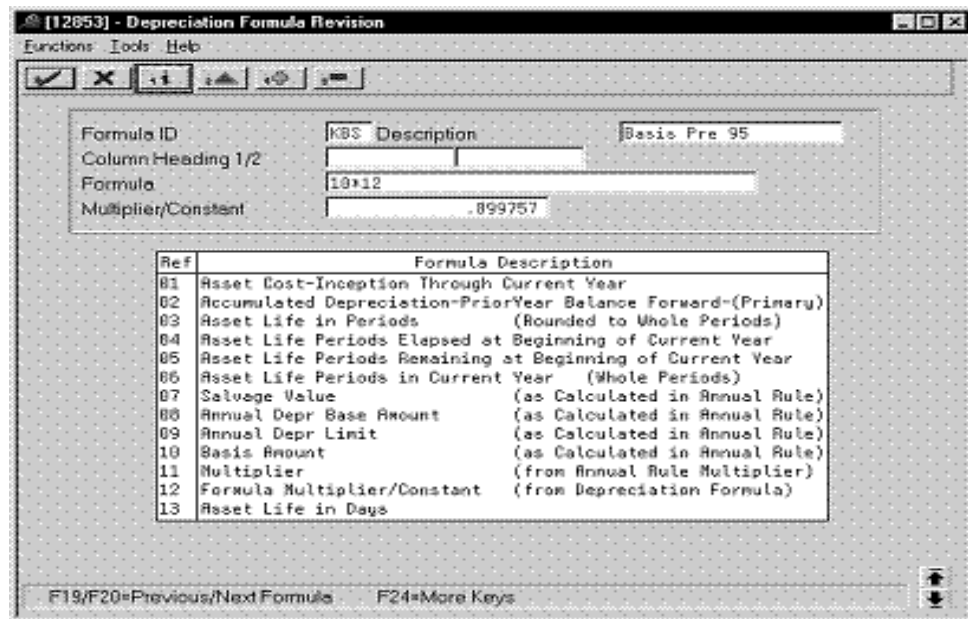 [12853] - Depreciation Formula Revision
Functions Tools Help
Formula ID KBS Description Basis Pre 95
Column Heading 1/2
Formula 10*12
Multiplier/Constant .899757
Ref Formula Description
01 Asset Cost-Inception Through Current Year
02 Accumulated Depreciation-PriorYear Balance Forward-(Primary)
03 Asset Life in Periods (Rounded to Whole Periods)
04 Asset Life Periods Elapsed at Beginning of Current Year
05 Asset Life Periods Remaining at Beginning of Current Year
06 Asset Life Periods in Current Year (Whole Periods)
07 Salvage Value (as Calculated in Annual Rule)
08 Annual Depr Base Amount (as Calculated in Annual Rule)
09 Annual Depr Limit (as Calculated in Annual Rule)
10 Basis Amount (as Calculated in Annual Rule)
11 Multiplier (from Annual Rule Multiplier)
12 Formula Multiplier/Constant (from Depreciation Formula)
13 Asset Life in Days
F19/F20=Previous/Next Formula F24=More Keys